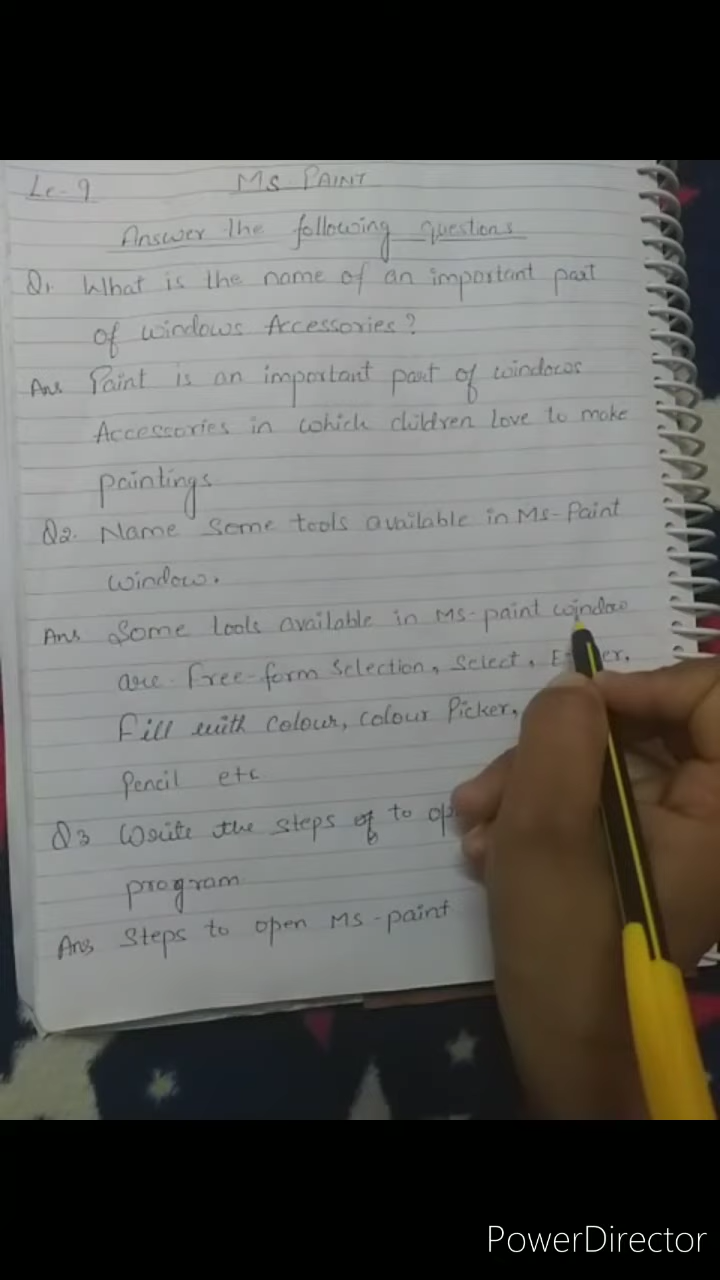 Lc-9 MS-PAINT
Answer the following questions
Q1. What is the name of an important part
of windows Accessories?
Ans Paint is an important part of windows
Accessories in which children love to make
paintings
Q2. Name some tools available in Ms-Paint
window.
Ans Some tools available in Ms-paint window
are Free-form Selection, Select,
Fill with Colour, Colour Picker,
Pencil etc
Q3 Write the steps of to
program
Ans Steps to open Ms-paint
PowerDirector